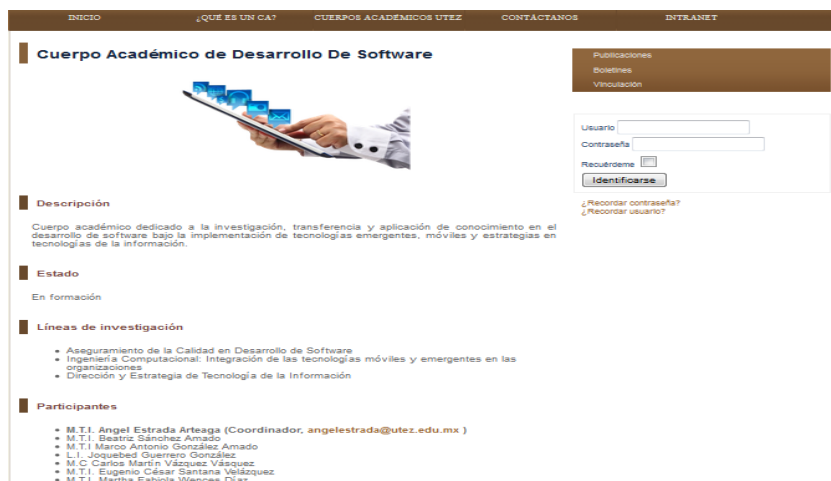 INICIO ¿QUÉ ES UN CA? CUERPOS ACADÉMICOS UTEZ CONTÁCTANOS INTRANET
Cuerpo Académico de Desarrollo De Software
Descripción
Cuerpo académico dedicado a la investigación, transferencia y aplicación de conocimiento en el
desarrollo de software bajo la implementación de tecnologías emergentes, móviles y estrategias en
tecnologías de la información.
Estado
En formación
Líneas de investigación
Aseguramiento de la Calidad en Desarrollo de Software
Ingeniería Computacional: Integración de las tecnologías móviles y emergentes en las
organizaciones
Dirección y Estrategia de Tecnología de la Información
Participantes
M.T.I. Angel Estrada Arteaga (Coordinador, angelestrada@utez.edu.mx )
M.T.I. Beatriz Sánchez Amado
M.T.I Marco Antonio González Amado
L.I. Joquebed Guerrero González
M.C Carlos Martín Vázquez Vásquez
M.T.I. Eugenio César Santana Velázquez
M.T.I. Martha Fabiola Wences Díaz
Publicaciones
Boletines
Vinculación
Usuario
Contraseña
Recuérdeme
Identificarse
¿Recordar contraseña?
¿Recordar usuario?